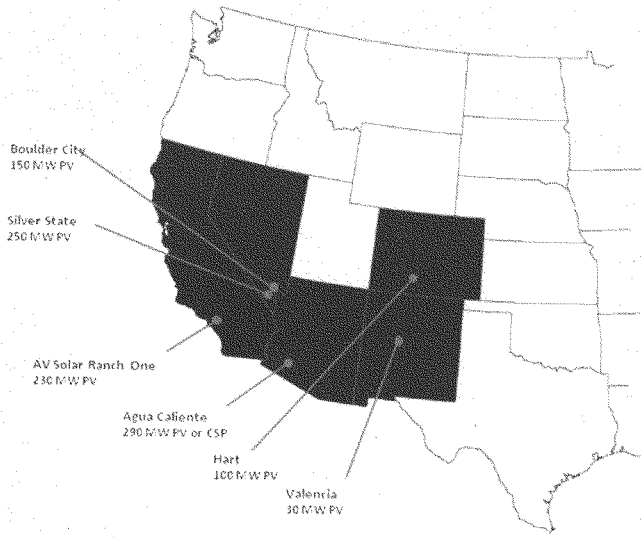 Boulder City
150 MW PV
Silver State
250 MW PV
AV Solar Ranch One
230 MW PV
Agua Caliente
290 MW PV or CSP
Hart
100 MW PV
Valencia
30 MW PV